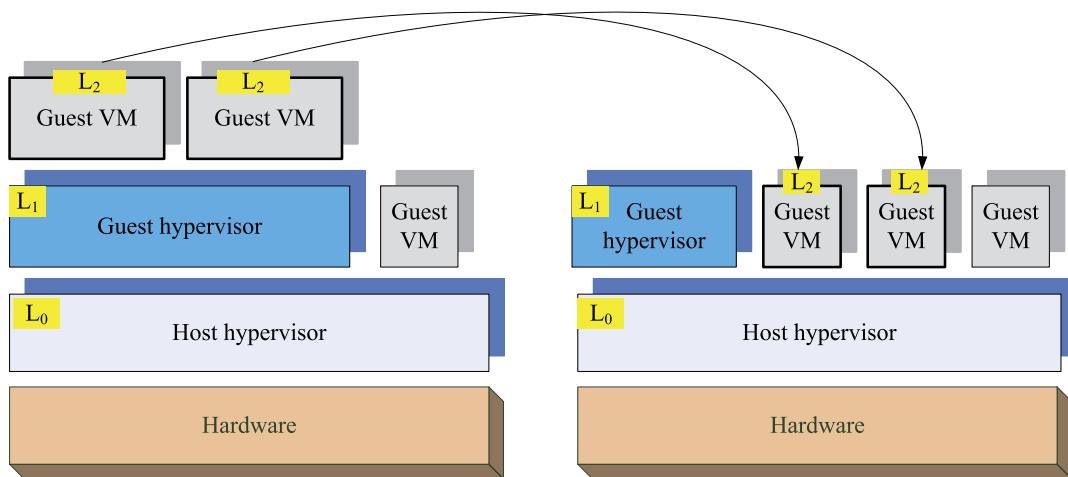 L₂
Guest VM
L₂
Guest VM
L₁
Guest hypervisor
Guest
VM
L₀
Host hypervisor
Hardware
L₁
Guest
hypervisor
L₂
Guest
VM
L₂
Guest
VM
Guest
VM
L₀
Host hypervisor
Hardware